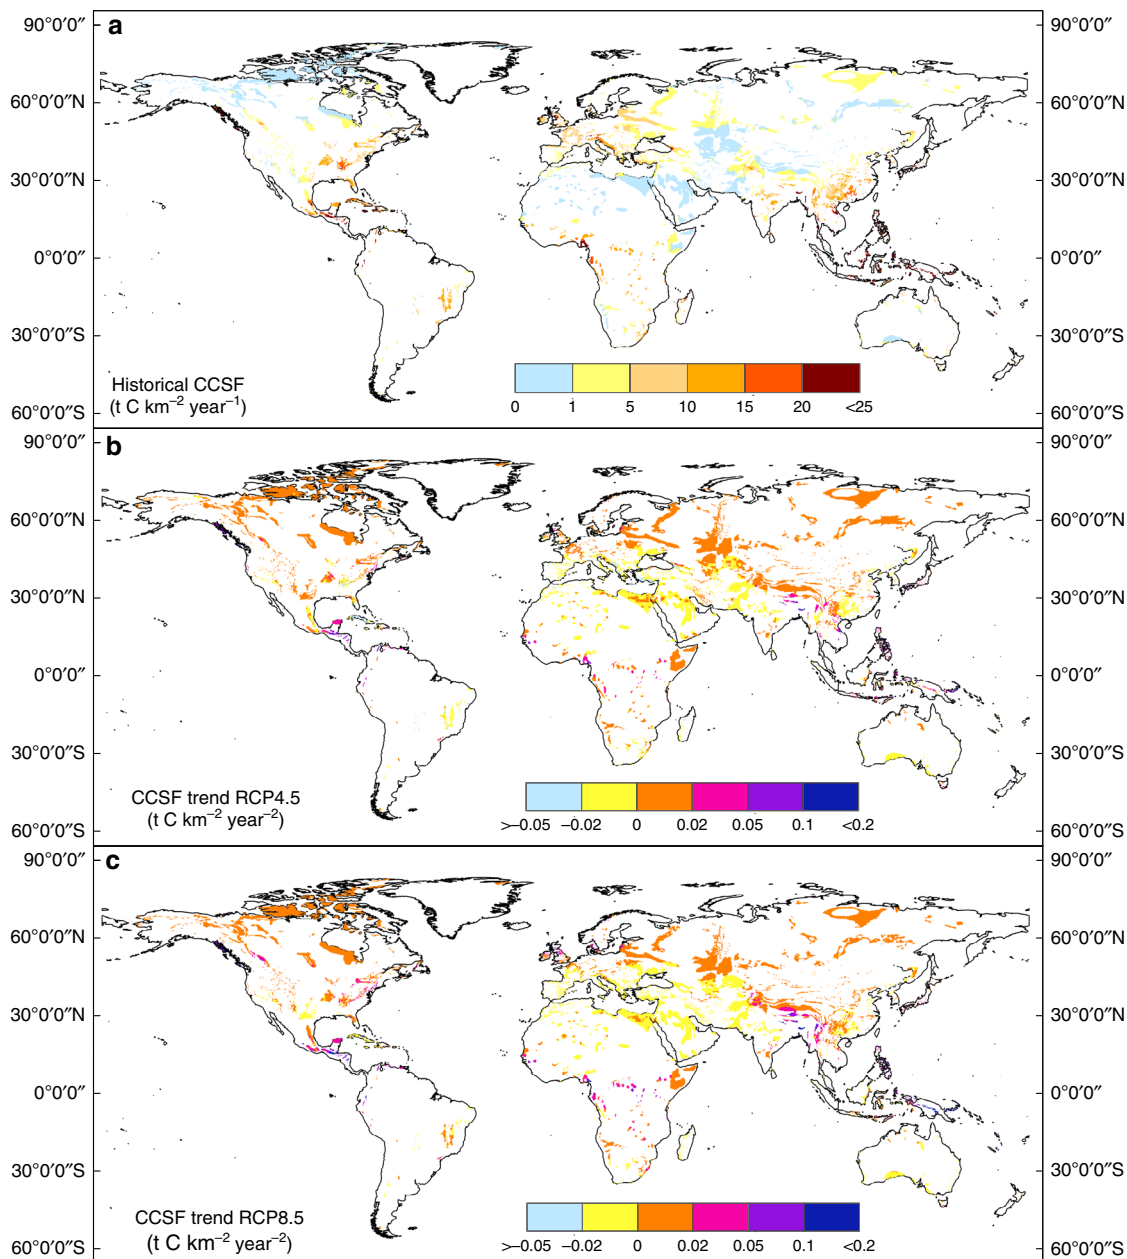 90°0′0″ a 90°0′0″
60°0′0″N 60°0′0″N
30°0′0″N 30°0′0″N
0°0′0″ 0°0′0″
30°0′0″S 30°0′0″S
Historical CCSF
(t C km⁻² year⁻¹)
0 1 5 10 15 20 <25
60°0′0″S 60°0′0″S
90°0′0″ b 90°0′0″
60°0′0″N 60°0′0″N
30°0′0″N 30°0′0″N
0°0′0″ 0°0′0″
30°0′0″S 30°0′0″S
CCSF trend RCP4.5
(t C km⁻² year⁻²)
>−0.05 −0.02 0 0.02 0.05 0.1 <0.2
60°0′0″S 60°0′0″S
90°0′0″ c 90°0′0″
60°0′0″N 60°0′0″N
30°0′0″N 30°0′0″N
0°0′0″ 0°0′0″
30°0′0″S 30°0′0″S
CCSF trend RCP8.5
(t C km⁻² year⁻²)
>−0.05 −0.02 0 0.02 0.05 0.1 <0.2
60°0′0″S 60°0′0″S